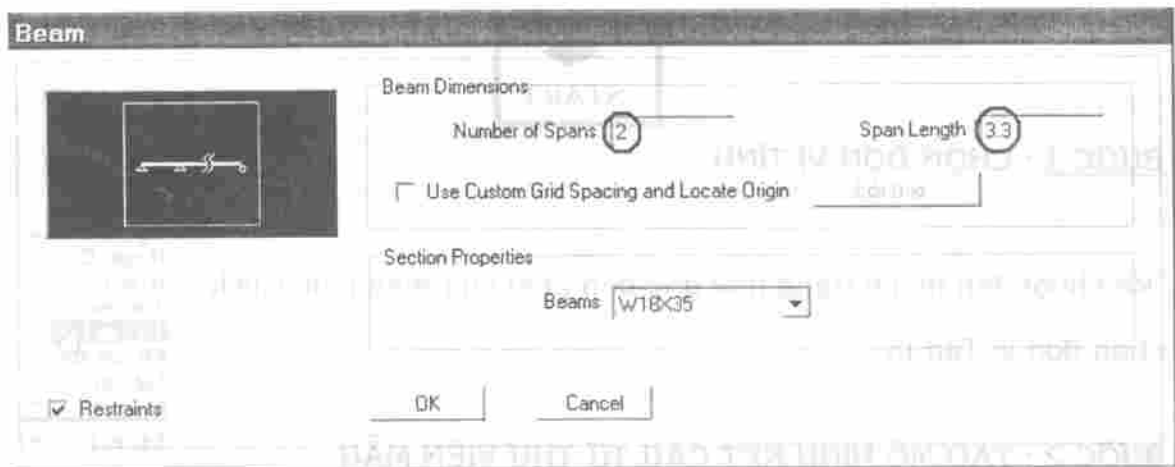 Beam
Beam Dimensions
Number of Spans 2
Span Length 3.3
Use Custom Grid Spacing and Locate Origin
Section Properties
Beams W18X35
Restraints
OK
Cancel